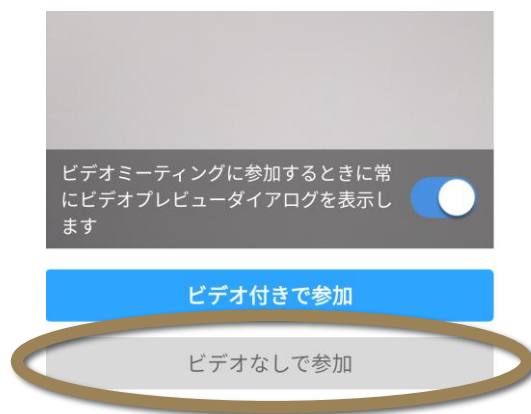 ビデオミーティングに参加するときに常
にビデオプレビューダイアログを表示し
ます
ビデオ付きで参加
ビデオなしで参加